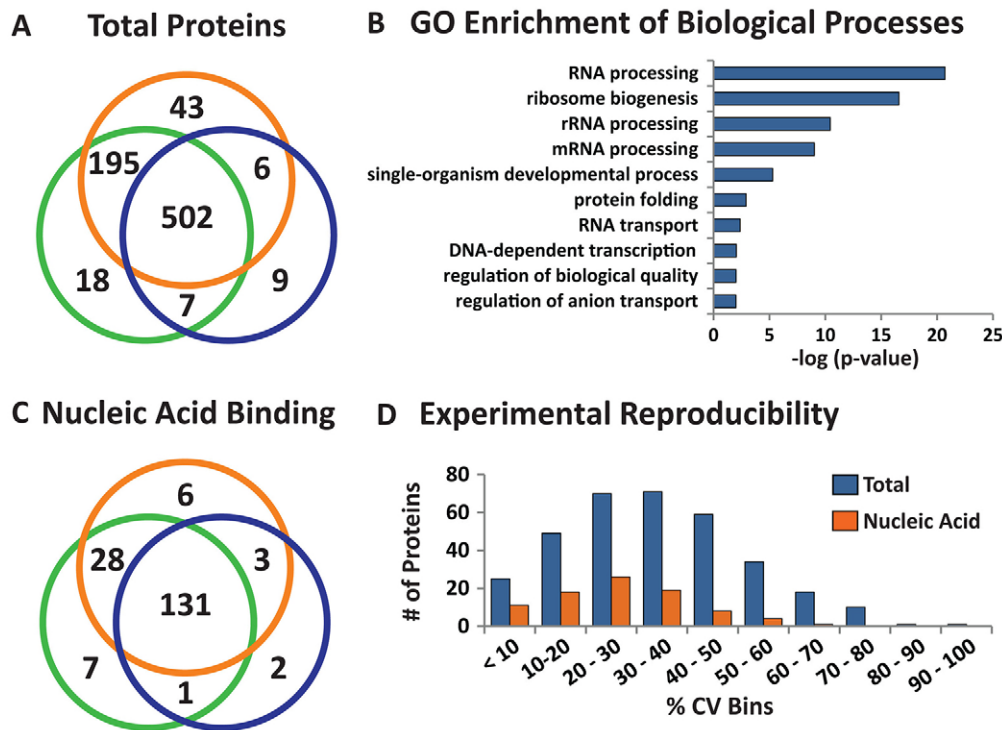 A Total Proteins
43
195
6
502
18
9
7
B GO Enrichment of Biological Processes
RNA processing
ribosome biogenesis
rRNA processing
mRNA processing
single-organism developmental process
protein folding
RNA transport
DNA-dependent transcription
regulation of biological quality
regulation of anion transport
0 5 10 15 20 25
-log (p-value)
C Nucleic Acid Binding
6
28
3
131
7
2
1
D Experimental Reproducibility
# of Proteins
80
60
40
20
0
Total
Nucleic Acid
< 10
10-20
20 - 30
30 - 40
40 - 50
50 - 60
60 - 70
70 - 80
80 - 90
90 - 100
% CV Bins